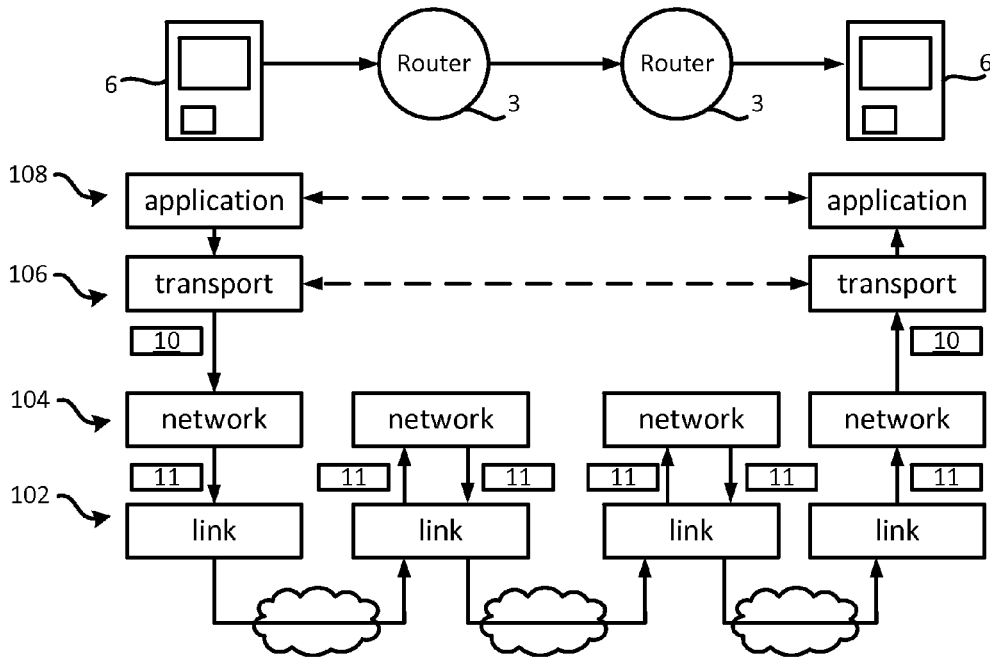 Router
Router
6
3
3
6
108
application
application
106
transport
transport
10
10
104
network
network
network
network
11
11
11
11
11
11
102
link
link
link
link